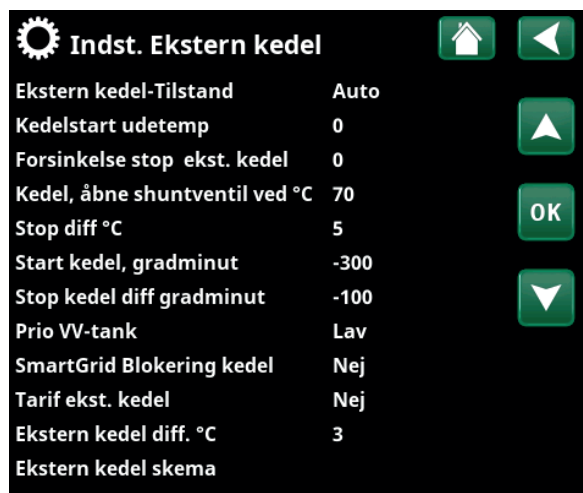 Indst. Ekstern kedel
Ekstern kedel-Tilstand Auto
Kedelstart udetemp 0
Forsinkelse stop ekst. kedel 0
Kedel, åbne shuntventil ved °C 70
Stop diff °C 5
OK
Start kedel, gradminut -300
Stop kedel diff gradminut -100
Prio VV-tank Lav
SmartGrid Blokering kedel Nej
Tarif ekst. kedel Nej
Ekstern kedel diff. °C 3
Ekstern kedel skema